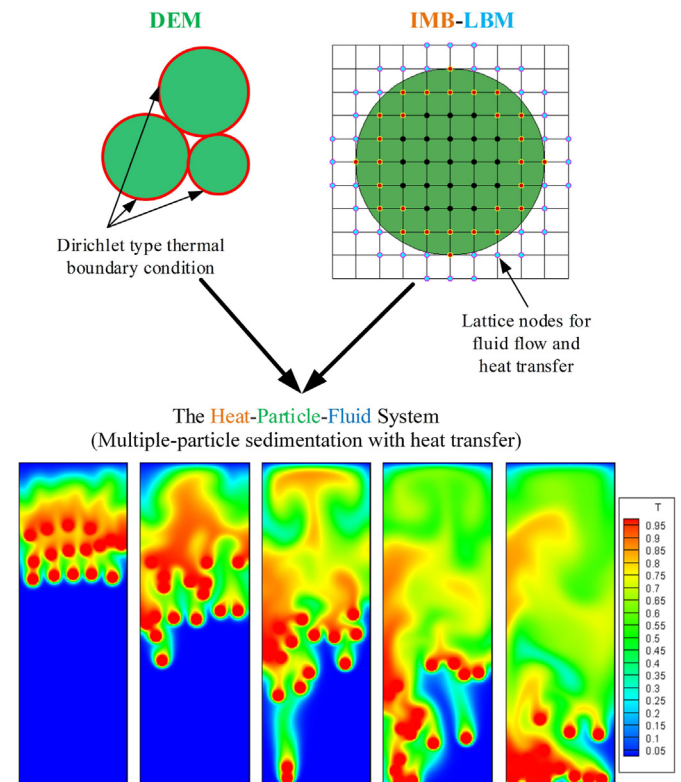 DEM
IMB-LBM
Dirichlet type thermal
boundary condition
Lattice nodes for
fluid flow and
heat transfer
The Heat-Particle-Fluid System
(Multiple-particle sedimentation with heat transfer)
T
0.95
0.9
0.85
0.8
0.75
0.7
0.65
0.6
0.55
0.5
0.45
0.4
0.35
0.3
0.25
0.2
0.15
0.1
0.05